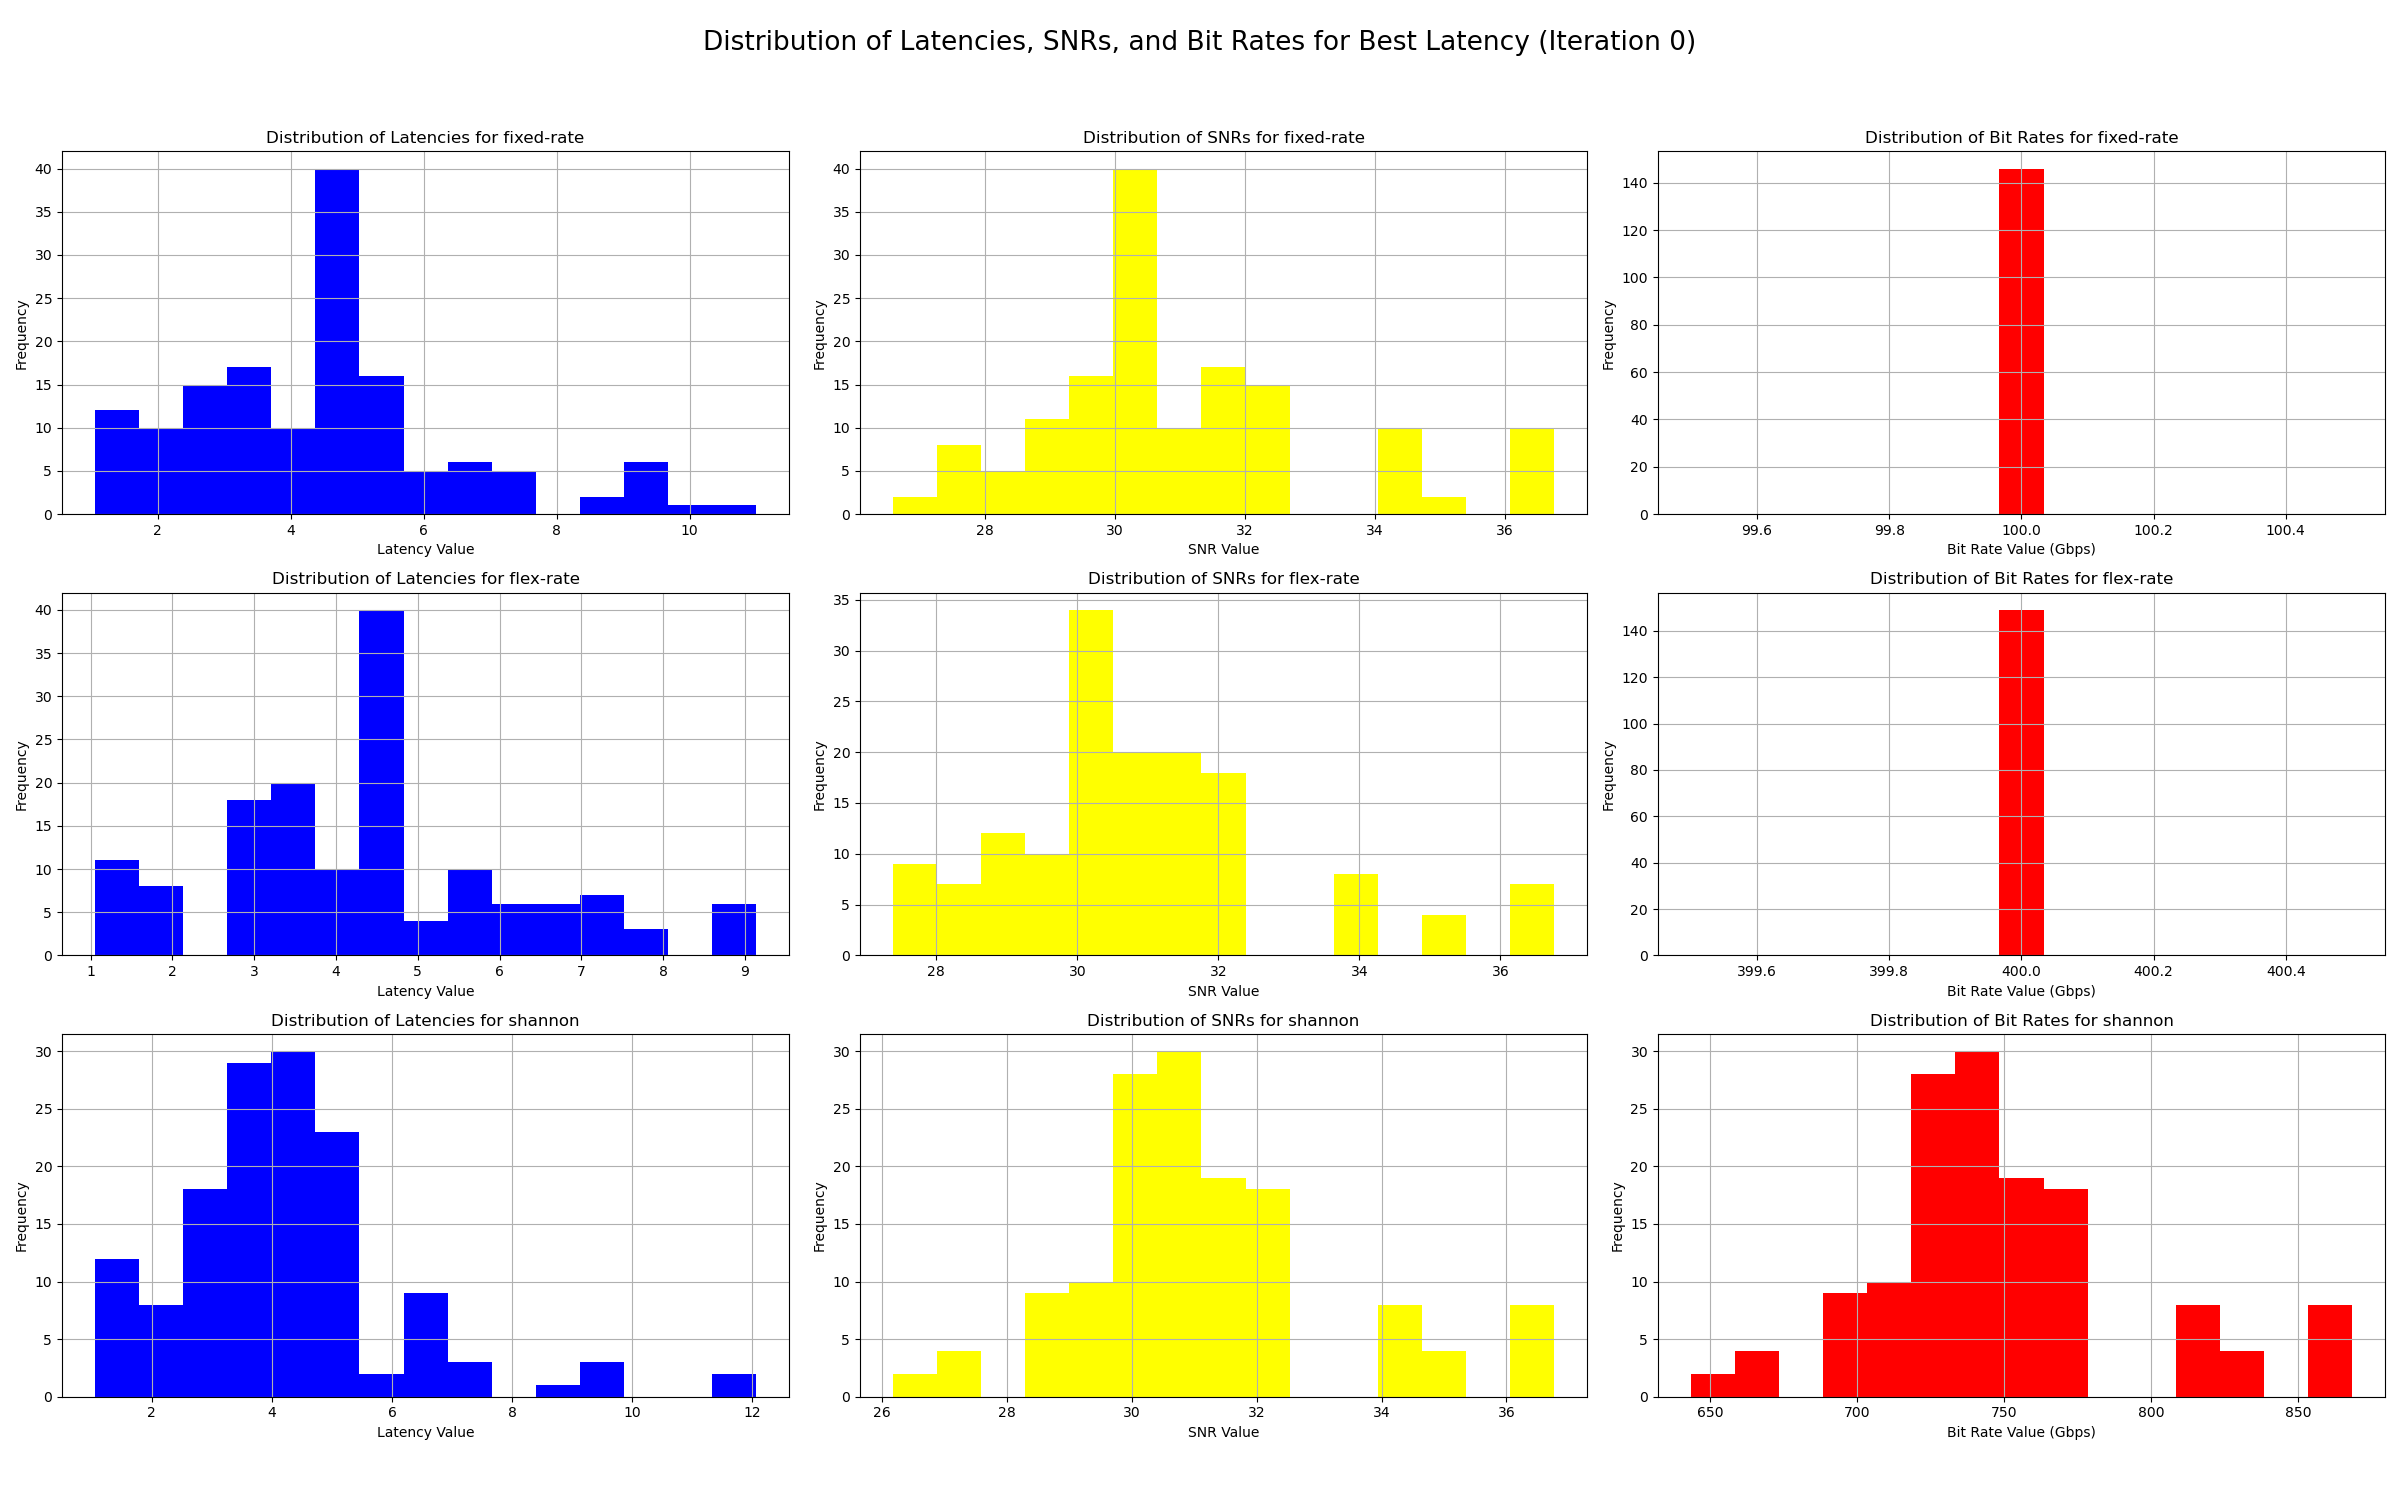 Distribution of Latencies, SNRs, and Bit Rates for Best Latency (Iteration 0)
Distribution of Latencies for fixed-rate
Frequency
40
35
30
25
20
15
10
5
0
2 4 6 8 10
Latency Value
Distribution of SNRs for fixed-rate
Frequency
40
35
30
25
20
15
10
5
0
28 30 32 34 36
SNR Value
Distribution of Bit Rates for fixed-rate
Frequency
140
120
100
80
60
40
20
0
99.6 99.8 100.0 100.2 100.4
Bit Rate Value (Gbps)
Distribution of Latencies for flex-rate
Frequency
40
35
30
25
20
15
10
5
0
1 2 3 4 5 6 7 8 9
Latency Value
Distribution of SNRs for flex-rate
Frequency
35
30
25
20
15
10
5
0
28 30 32 34 36
SNR Value
Distribution of Bit Rates for flex-rate
Frequency
140
120
100
80
60
40
20
0
399.6 399.8 400.0 400.2 400.4
Bit Rate Value (Gbps)
Distribution of Latencies for shannon
Frequency
30
25
20
15
10
5
0
2 4 6 8 10 12
Latency Value
Distribution of SNRs for shannon
Frequency
30
25
20
15
10
5
0
26 28 30 32 34 36
SNR Value
Distribution of Bit Rates for shannon
Frequency
30
25
20
15
10
5
0
650 700 750 800 850
Bit Rate Value (Gbps)